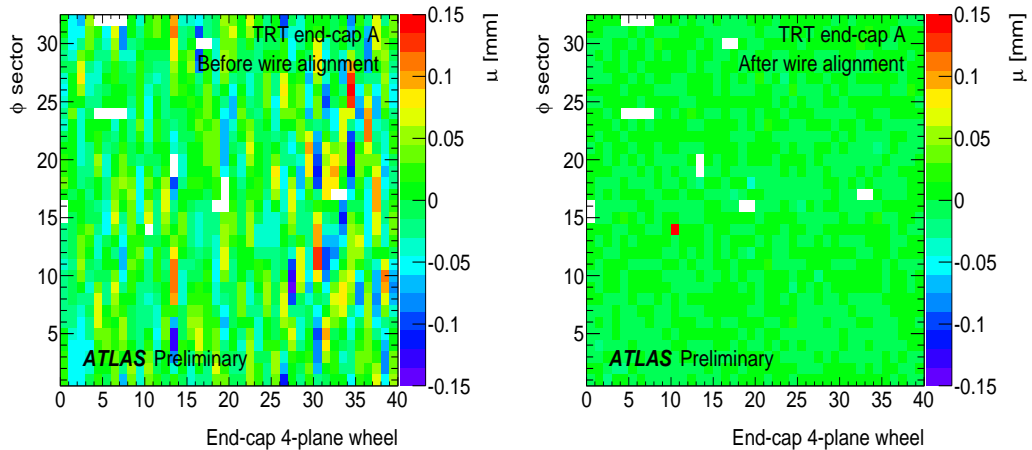 TRT end-cap A
Before wire alignment
ATLAS Preliminary
φ sector
30
25
20
15
10
5
0 5 10 15 20 25 30 35 40
End-cap 4-plane wheel
μ [mm]
0.15
0.1
0.05
0
-0.05
-0.1
-0.15
TRT end-cap A
After wire alignment
ATLAS Preliminary
φ sector
30
25
20
15
10
5
0 5 10 15 20 25 30 35 40
End-cap 4-plane wheel
μ [mm]
0.15
0.1
0.05
0
-0.05
-0.1
-0.15